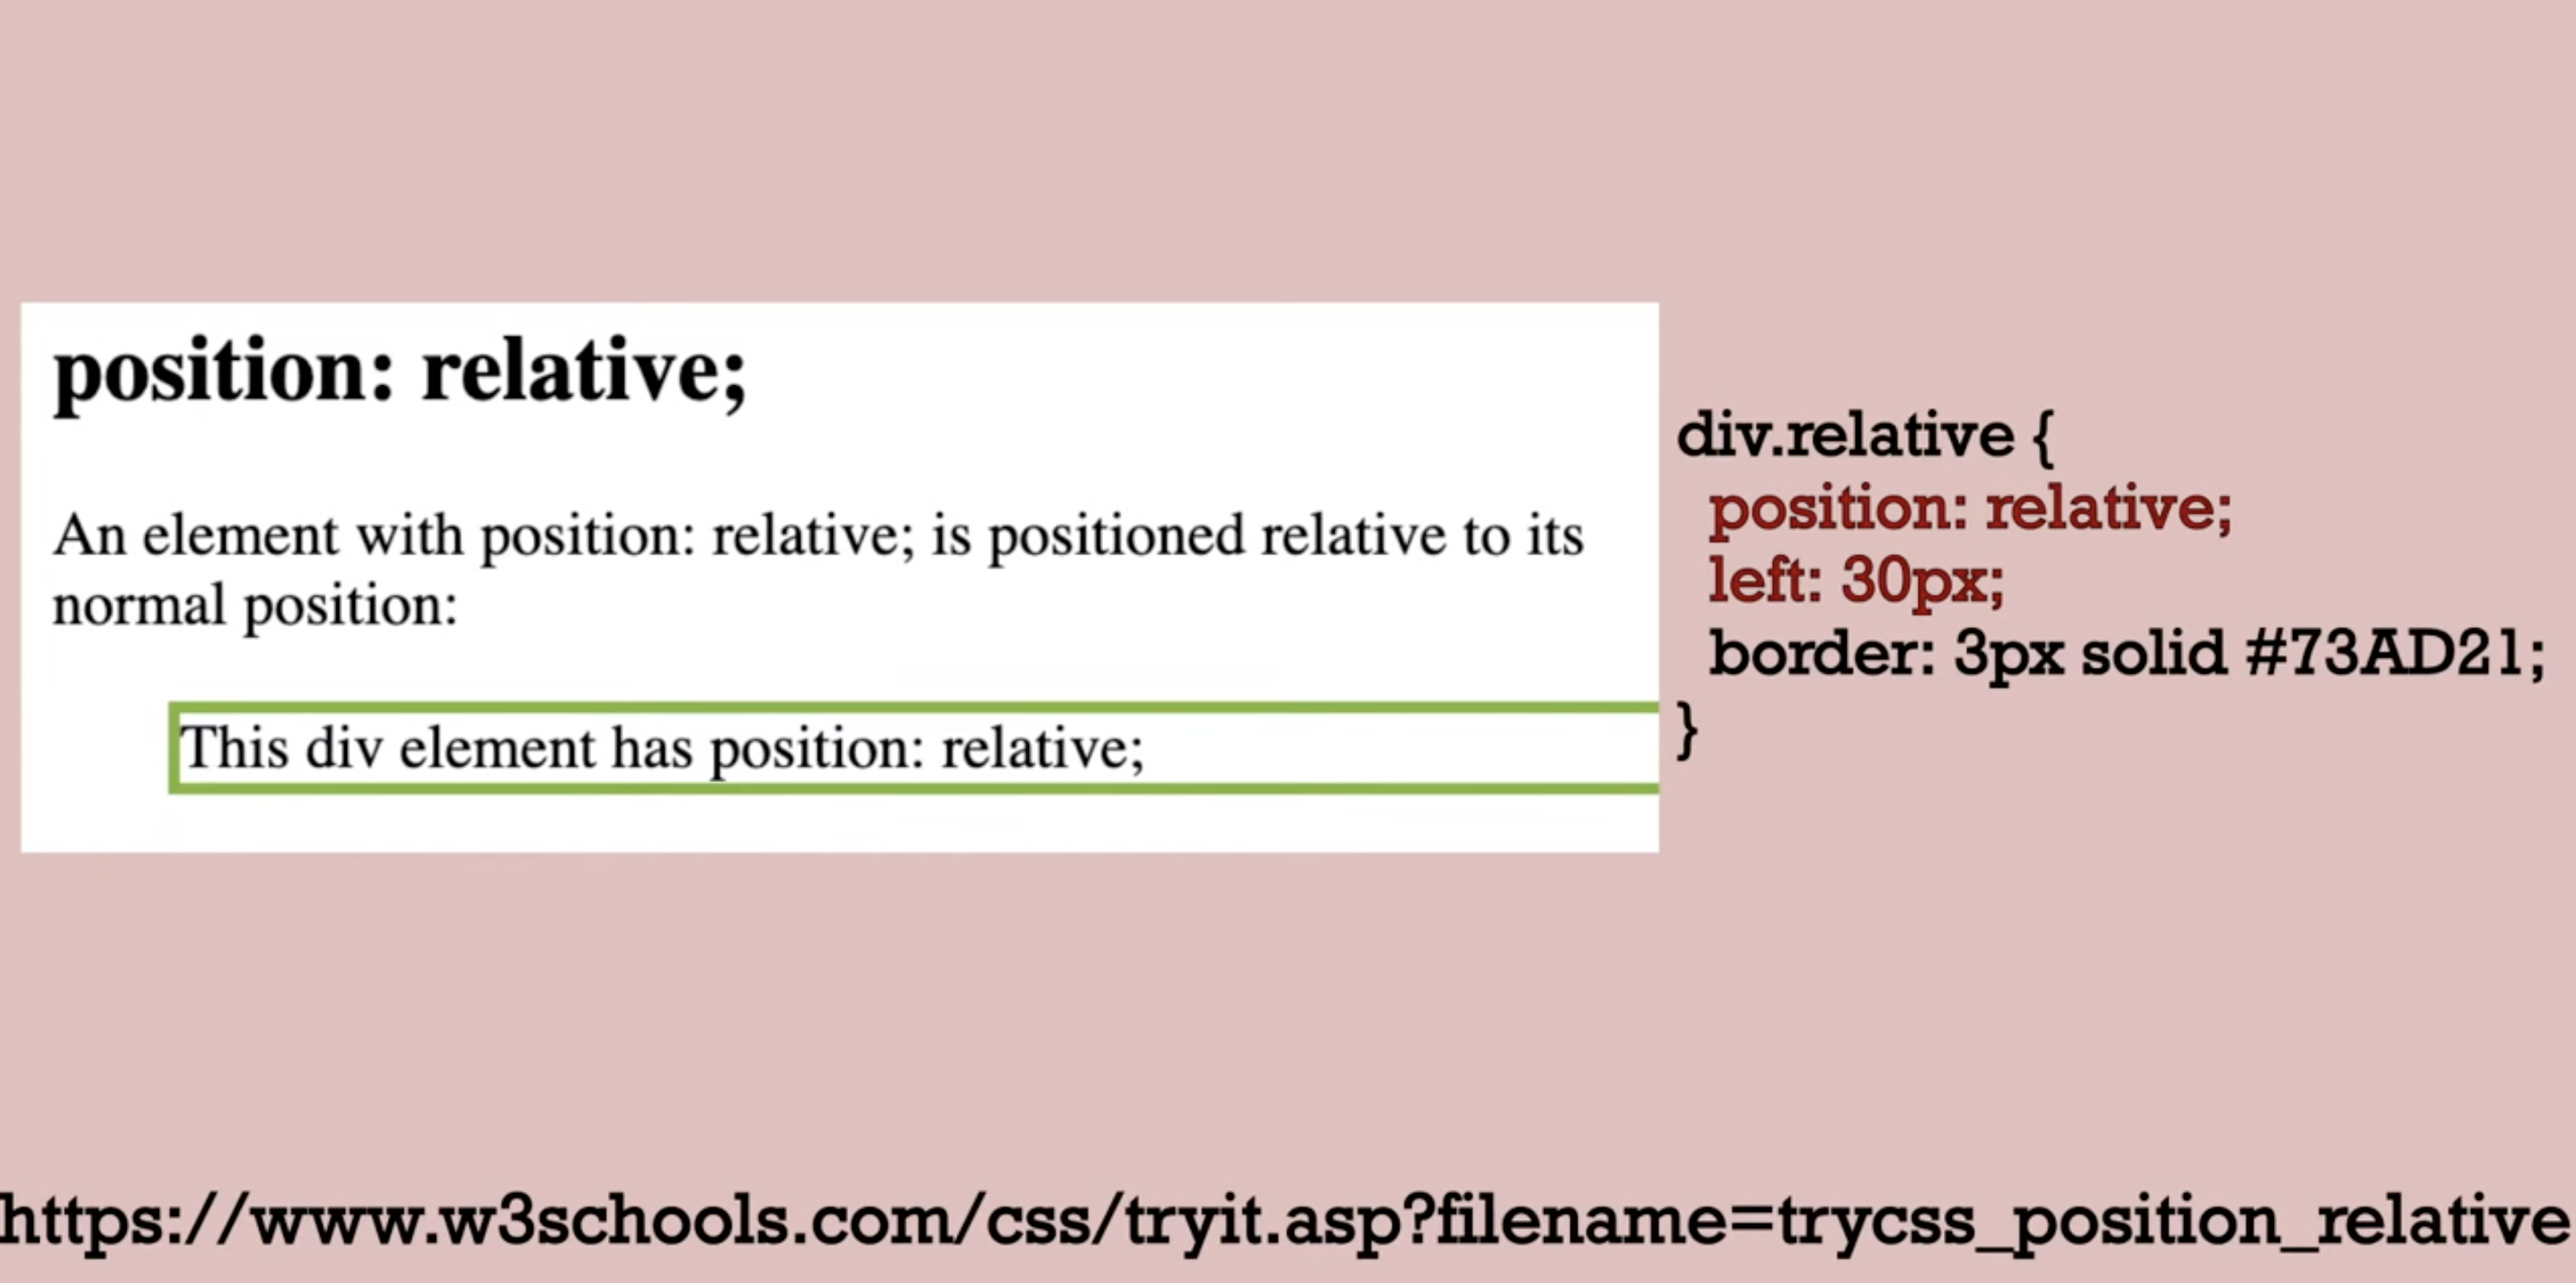 position: relative;
An element with position: relative; is positioned relative to its
normal position:
This div element has position: relative;
div.relative {
position: relative;
left: 30px;
border: 3px solid #73AD21;
}
https://www.w3schools.com/css/tryit.asp?filename=trycss_position_relative